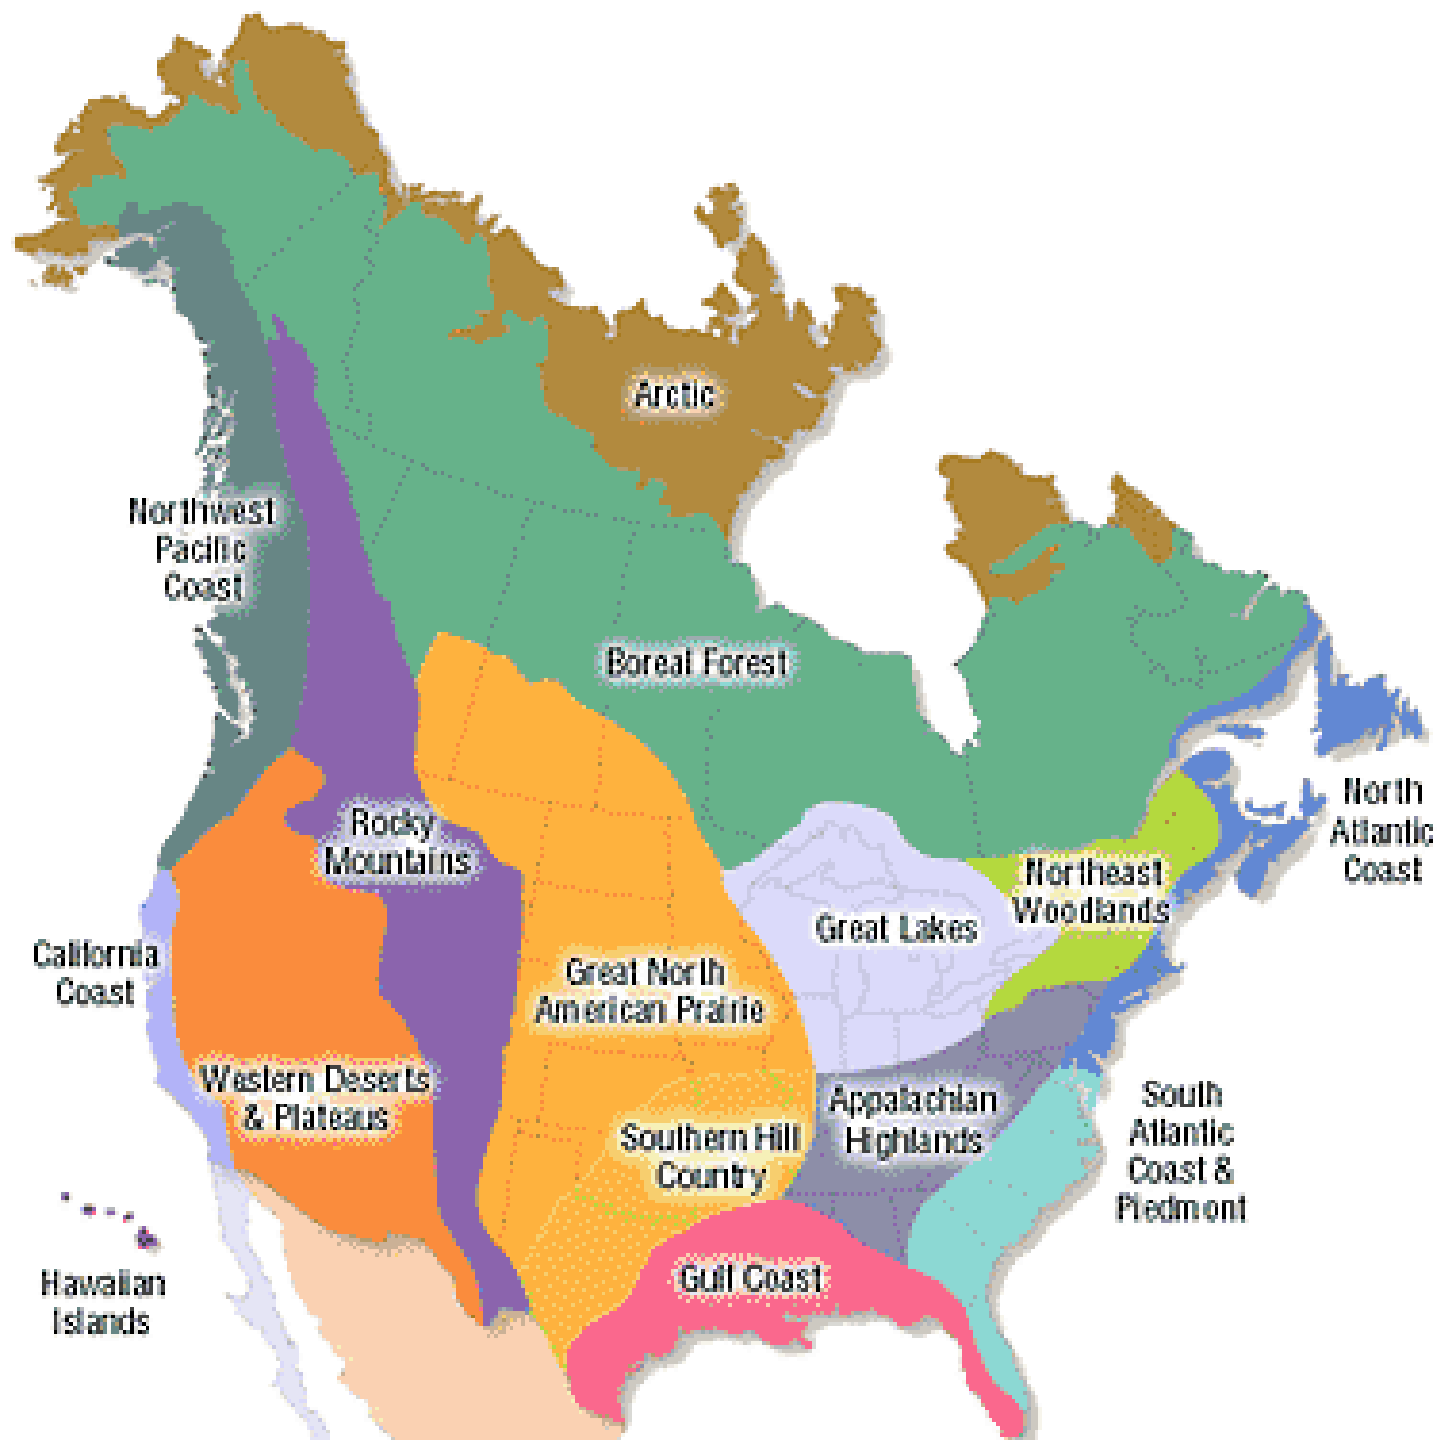 Arctic
Northwest
Pacific
Coast
Boreal Forest
North
Atlantic
Coast
Rocky
Mountains
Northeast
Woodlands
Great Lakes
California
Coast
Great North
American Prairie
Western Deserts
& Plateaus
Southern Hill
Country
Appalachian
Highlands
South
Atlantic
Coast &
Piedmont
Hawaiian
Islands
Gulf Coast